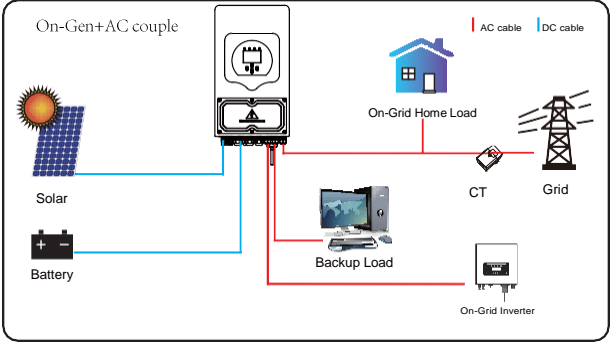 On-Gen+AC couple
AC cable
DC cable
On-Grid Home Load
Solar
CT
Grid
Battery
Backup Load
On-Grid Inverter